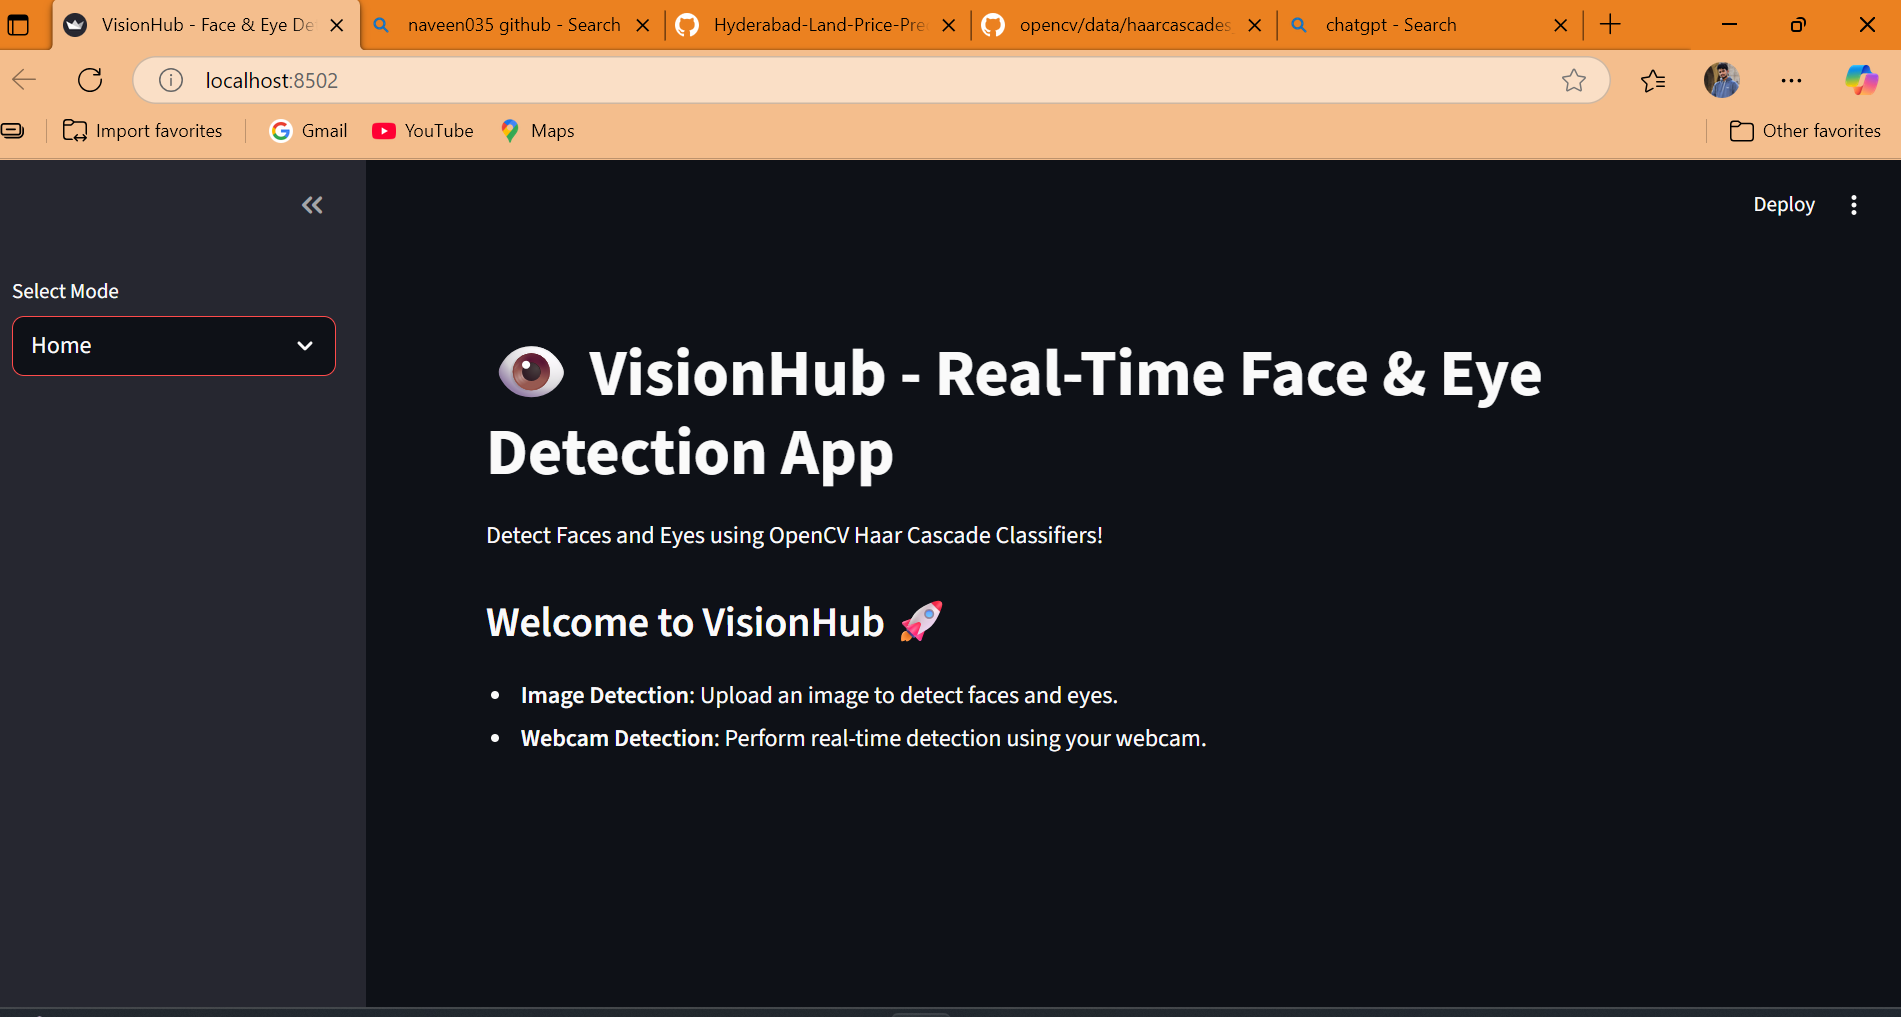 VisionHub - Face & Eye De
naveen035 github - Search
Hyderabad-Land-Price-Pre
opencv/data/haarcascades
chatgpt - Search
localhost:8502
Import favorites
Gmail
YouTube
Maps
Other favorites
Deploy
Select Mode
Home
VisionHub - Real-Time Face & Eye
Detection App
Detect Faces and Eyes using OpenCV Haar Cascade Classifiers!
Welcome to VisionHub 🚀
• Image Detection: Upload an image to detect faces and eyes.
• Webcam Detection: Perform real-time detection using your webcam.